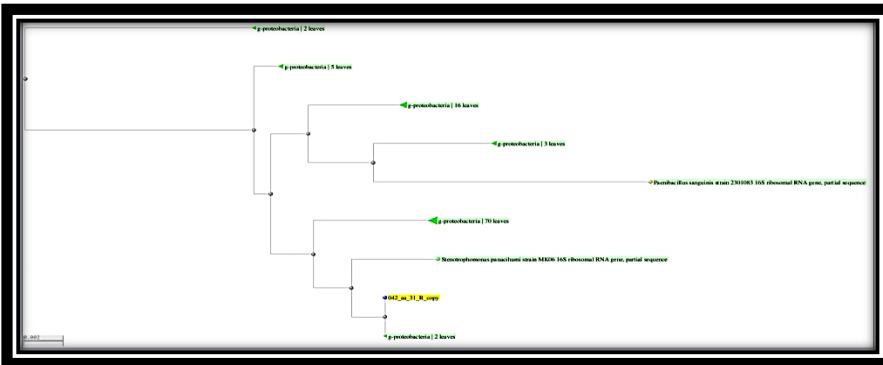 g-proteobacteria | 2 leaves
g-proteobacteria | 5 leaves
g-proteobacteria | 16 leaves
g-proteobacteria | 3 leaves
Paenibacillus sanguinis strain 2301083 16S ribosomal RNA gene, partial sequence
g-proteobacteria | 70 leaves
Stenotrophomonas panacihumi strain MK06 16S ribosomal RNA gene, partial sequence
042_aa_31_R_copy
g-proteobacteria | 2 leaves
0.002